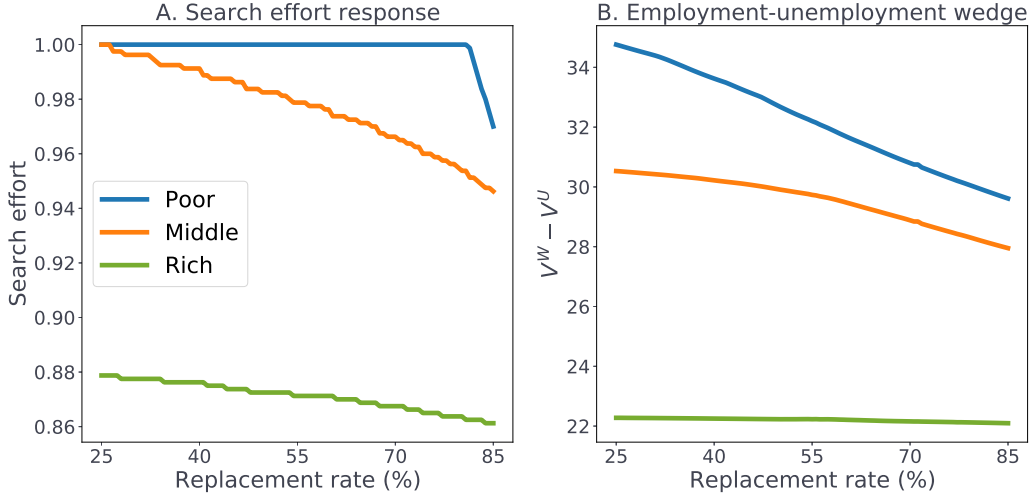 A. Search effort response
1.00
0.98
0.96
0.94
0.92
0.90
0.88
0.86
Search effort
Poor
Middle
Rich
25 40 55 70 85
Replacement rate (%)
B. Employment-unemployment wedge
34
32
30
28
26
24
22
V^W − V^U
25 40 55 70 85
Replacement rate (%)